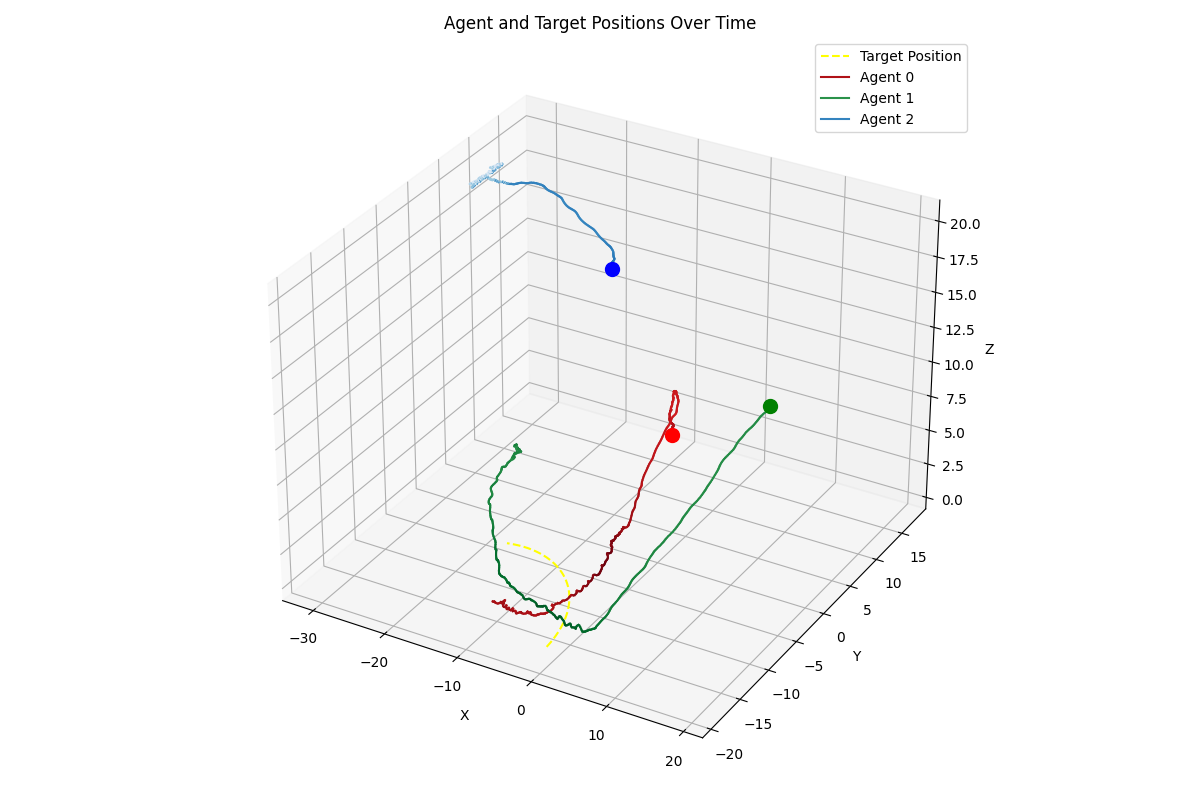 Agent and Target Positions Over Time
Target Position
Agent 0
Agent 1
Agent 2
20.0
17.5
15.0
12.5
10.0
7.5
5.0
2.5
0.0
Z
15
10
5
0
−5
−10
−15
−20
Y
−30
−20
−10
0
10
20
X